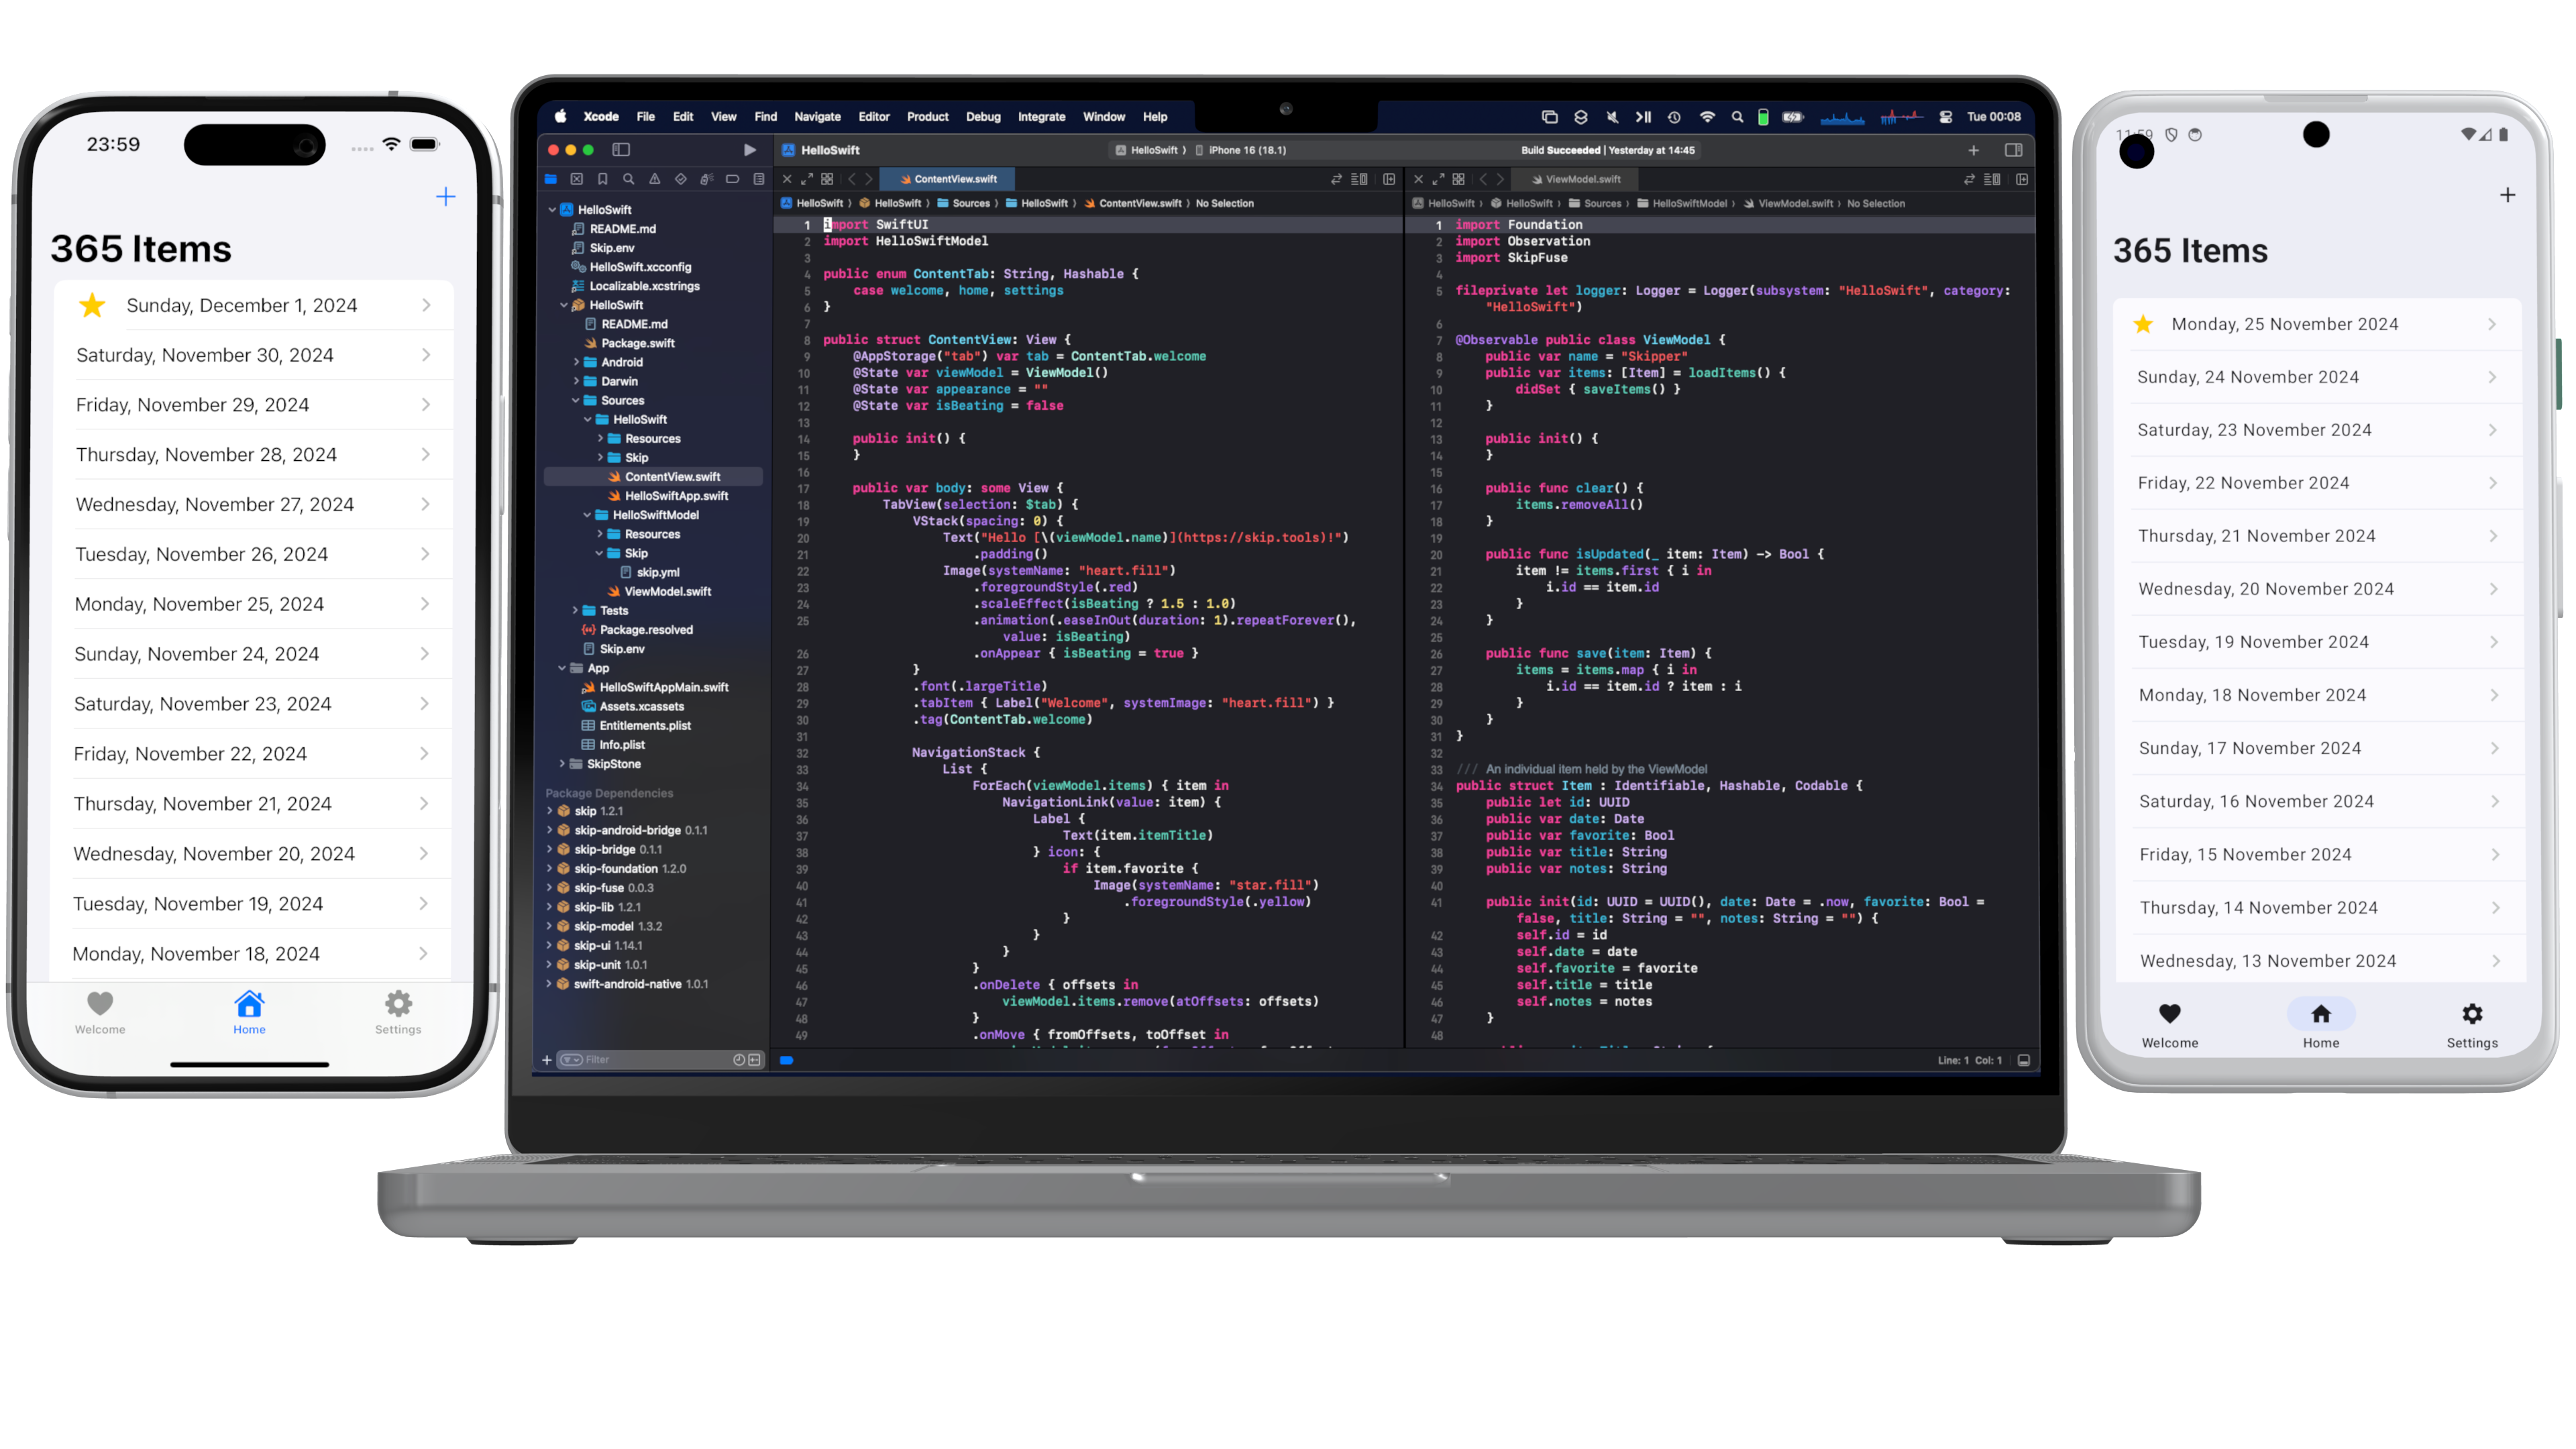 23:59
365 Items
Sunday, December 1, 2024
Saturday, November 30, 2024
Friday, November 29, 2024
Thursday, November 28, 2024
Wednesday, November 27, 2024
Tuesday, November 26, 2024
Monday, November 25, 2024
Sunday, November 24, 2024
Saturday, November 23, 2024
Friday, November 22, 2024
Thursday, November 21, 2024
Wednesday, November 20, 2024
Tuesday, November 19, 2024
Monday, November 18, 2024
Welcome Home Settings
Xcode File Edit View Find Navigate Editor Product Debug Integrate Window Help Tue 00:08
HelloSwift HelloSwift iPhone 16 (18.1) Build Succeeded | Yesterday at 14:45
HelloSwift
README.md
Skip.env
HelloSwift.xcconfig
Localizable.xcstrings
HelloSwift
README.md
Package.swift
Android
Darwin
Sources
HelloSwift
Resources
Skip
ContentView.swift
HelloSwiftApp.swift
HelloSwiftModel
Resources
Skip
skip.yml
ViewModel.swift
Tests
Package.resolved
Skip.env
App
HelloSwiftAppMain.swift
Assets.xcassets
Entitlements.plist
Info.plist
SkipStone
Package Dependencies
skip 1.2.1
skip-android-bridge 0.1.1
skip-bridge 0.1.1
skip-foundation 1.2.0
skip-fuse 0.0.3
skip-lib 1.2.1
skip-model 1.3.2
skip-ui 1.14.1
skip-unit 1.0.1
swift-android-native 1.0.1
Filter
ContentView.swift
HelloSwift HelloSwift Sources HelloSwift ContentView.swift No Selection
1 import SwiftUI
2 import HelloSwiftModel
3
4 public enum ContentTab: String, Hashable {
5 case welcome, home, settings
6 }
7
8 public struct ContentView: View {
9 @AppStorage("tab") var tab = ContentTab.welcome
10 @State var viewModel = ViewModel()
11 @State var appearance = ""
12 @State var isBeating = false
13
14 public init() {
15 }
16
17 public var body: some View {
18 TabView(selection: $tab) {
19 VStack(spacing: 0) {
20 Text("Hello [\(viewModel.name)](https://skip.tools)!")
21 .padding()
22 Image(systemName: "heart.fill")
23 .foregroundStyle(.red)
24 .scaleEffect(isBeating ? 1.5 : 1.0)
25 .animation(.easeInOut(duration: 1).repeatForever(),
value: isBeating)
26 .onAppear { isBeating = true }
27 }
28 .font(.largeTitle)
29 .tabItem { Label("Welcome", systemImage: "heart.fill") }
30 .tag(ContentTab.welcome)
31
32 NavigationStack {
33 List {
34 ForEach(viewModel.items) { item in
35 NavigationLink(value: item) {
36 Label {
37 Text(item.itemTitle)
38 } icon: {
39 if item.favorite {
40 Image(systemName: "star.fill")
41 .foregroundStyle(.yellow)
42 }
43 }
44 }
45 }
46 .onDelete { offsets in
47 viewModel.items.remove(atOffsets: offsets)
48 }
49 .onMove { fromOffsets, toOffset in
ViewModel.swift
HelloSwift HelloSwift Sources HelloSwiftModel ViewModel.swift No Selection
1 import Foundation
2 import Observation
3 import SkipFuse
4
5 fileprivate let logger: Logger = Logger(subsystem: "HelloSwift", category:
"HelloSwift")
6
7 @Observable public class ViewModel {
8 public var name = "Skipper"
9 public var items: [Item] = loadItems() {
10 didSet { saveItems() }
11 }
12
13 public init() {
14 }
15
16 public func clear() {
17 items.removeAll()
18 }
19
20 public func isUpdated(_ item: Item) -> Bool {
21 item != items.first { i in
22 i.id == item.id
23 }
24 }
25
26 public func save(item: Item) {
27 items = items.map { i in
28 i.id == item.id ? item : i
29 }
30 }
31 }
32
33 /// An individual item held by the ViewModel
34 public struct Item : Identifiable, Hashable, Codable {
35 public let id: UUID
36 public var date: Date
37 public var favorite: Bool
38 public var title: String
39 public var notes: String
40
41 public init(id: UUID = UUID(), date: Date = .now, favorite: Bool =
false, title: String = "", notes: String = "") {
42 self.id = id
43 self.date = date
44 self.favorite = favorite
45 self.title = title
46 self.notes = notes
47 }
48
Line: 1 Col: 1
11:59
365 Items
Monday, 25 November 2024
Sunday, 24 November 2024
Saturday, 23 November 2024
Friday, 22 November 2024
Thursday, 21 November 2024
Wednesday, 20 November 2024
Tuesday, 19 November 2024
Monday, 18 November 2024
Sunday, 17 November 2024
Saturday, 16 November 2024
Friday, 15 November 2024
Thursday, 14 November 2024
Wednesday, 13 November 2024
Welcome Home Settings